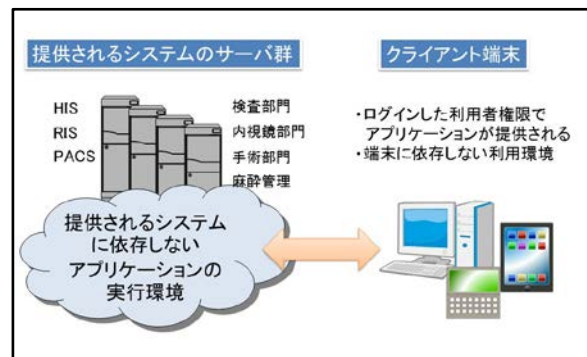 提供されるシステムのサーバ群
クライアント端末
HIS
RIS
PACS
検査部門
内視鏡部門
手術部門
麻酔管理
・ログインした利用者権限で
アプリケーションが提供される
・端末に依存しない利用環境
提供されるシステム
に依存しない
アプリケーションの
実行環境